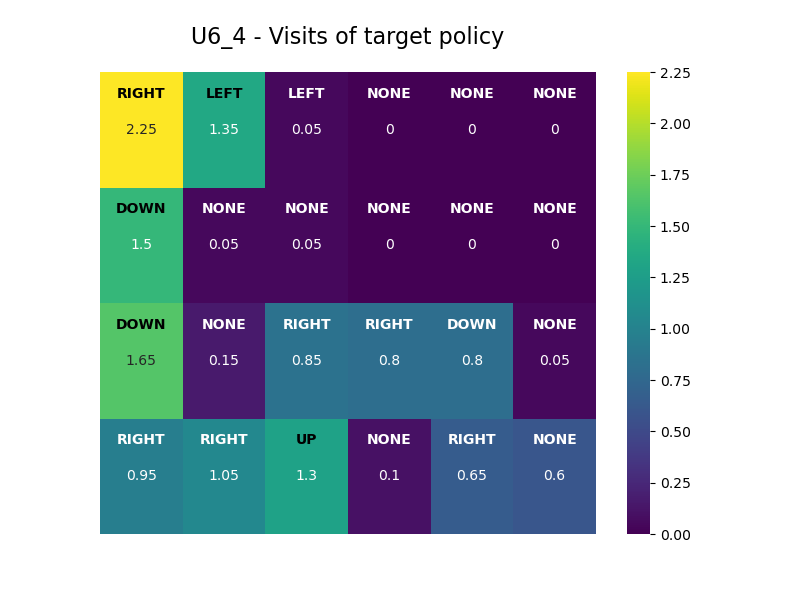 U6_4 - Visits of target policy
RIGHT LEFT LEFT NONE NONE NONE
2.25 1.35 0.05 0 0 0
DOWN NONE NONE NONE NONE NONE
1.5 0.05 0.05 0 0 0
DOWN NONE RIGHT RIGHT DOWN NONE
1.65 0.15 0.85 0.8 0.8 0.05
RIGHT RIGHT UP NONE RIGHT NONE
0.95 1.05 1.3 0.1 0.65 0.6
2.25
2.00
1.75
1.50
1.25
1.00
0.75
0.50
0.25
0.00